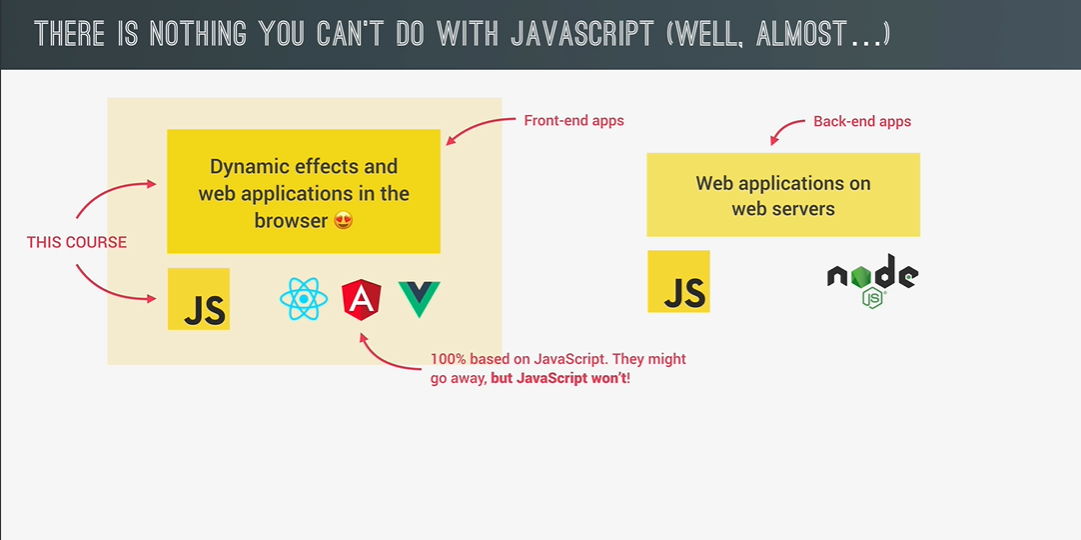 THERE IS NOTHING YOU CAN'T DO WITH JAVASCRIPT (WELL, ALMOST...)
Front-end apps
Dynamic effects and
web applications in the
browser 😍
THIS COURSE
JS
A
100% based on JavaScript. They might
go away, but JavaScript won't!
Back-end apps
Web applications on
web servers
JS
node
JS